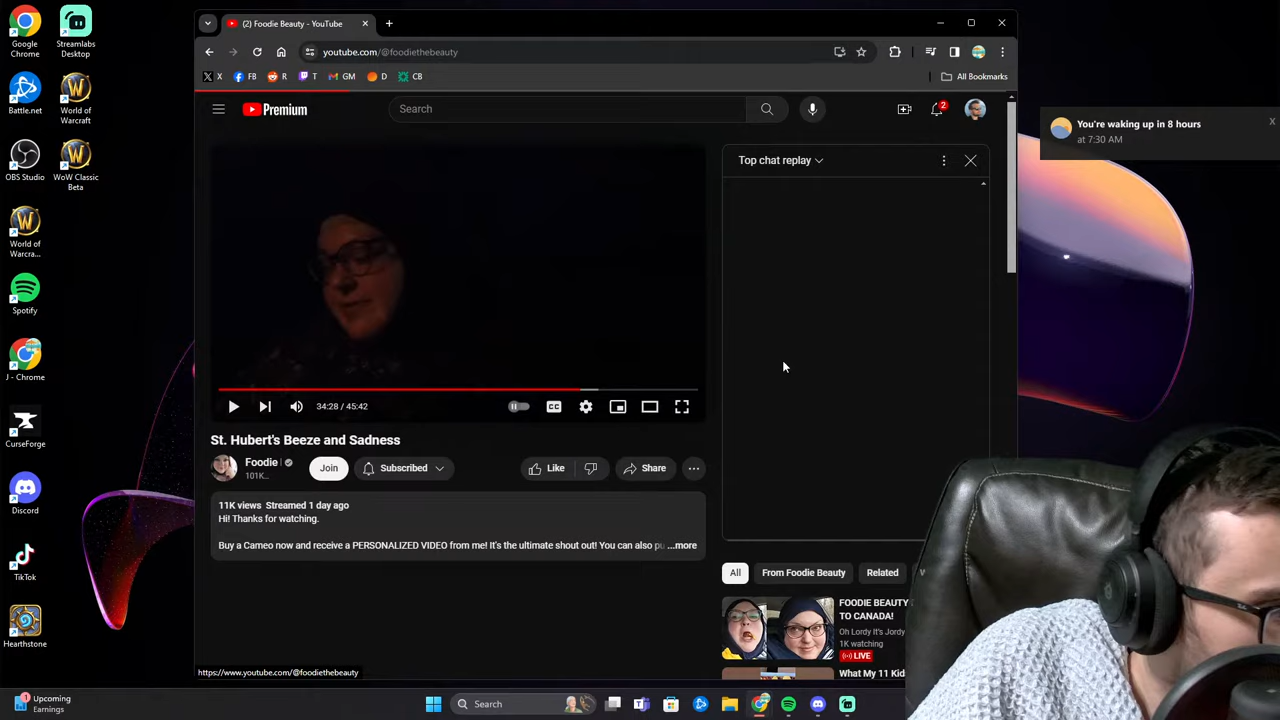 Google
Chrome
Streamlabs
Desktop
Battle.net
World of
Warcraft
OBS Studio
WoW Classic
Beta
World of
Warcra...
Spotify
J - Chrome
CurseForge
Discord
TikTok
Hearthstone
(2) Foodie Beauty - YouTube
youtube.com/@foodiethebeauty
X
FB
R
T
GM
D
CB
All Bookmarks
Premium
Search
2
You're waking up in 8 hours
at 7:30 AM
X
Top chat replay
34:28 / 45:42
CC
St. Hubert's Beeze and Sadness
Foodie
101K...
Join
Subscribed
Like
Share
11K views Streamed 1 day ago
Hi! Thanks for watching.
Buy a Cameo now and receive a PERSONALIZED VIDEO from me! It's the ultimate shout out! You can also pu ...more
All
From Foodie Beauty
Related
FOODIE BEAUTY
TO CANADA!
Oh Lordy It's Jordy
1K watching
LIVE
What My 11 Kid
https://www.youtube.com/@foodiethebeauty
1
Upcoming
Earnings
Search